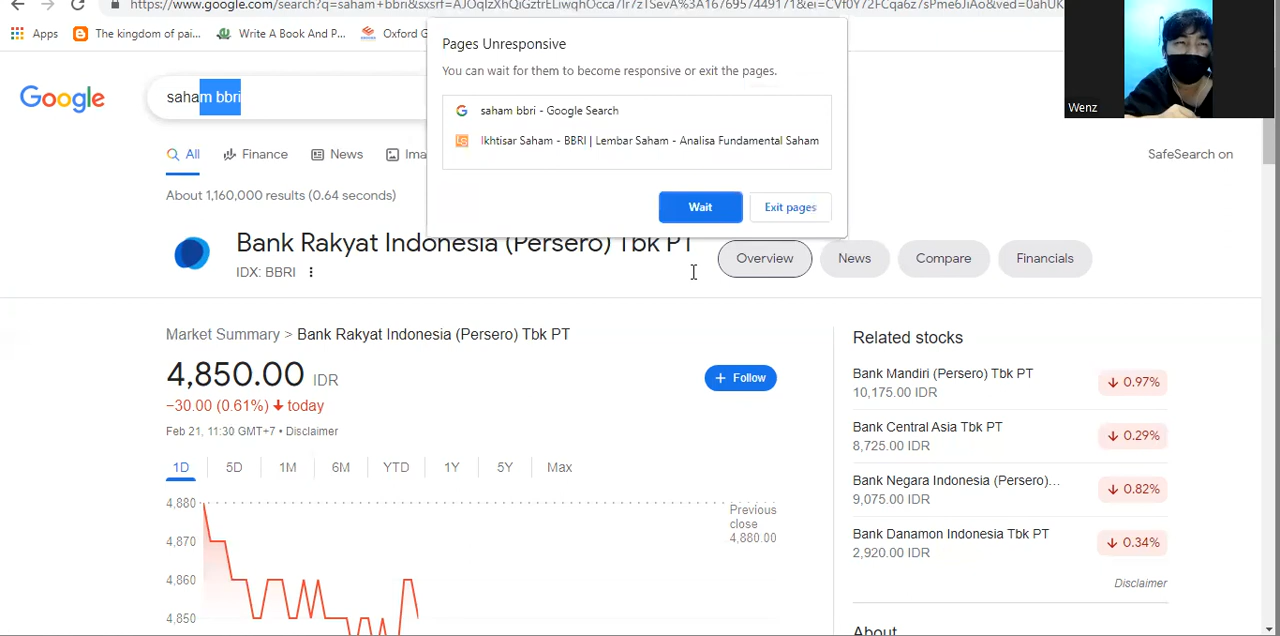 Apps
The kingdom of pai...
Write A Book And P...
Oxford G
Pages Unresponsive
You can wait for them to become responsive or exit the pages.
saham bbri - Google Search
Ikhtisar Saham - BBRI | Lembar Saham - Analisa Fundamental Saham
Wait
Exit pages
Wenz
Google
saham bbri
All
Finance
News
Ima
SafeSearch on
About 1,160,000 results (0.64 seconds)
Bank Rakyat Indonesia (Persero) Tbk PT
IDX: BBRI
Overview
News
Compare
Financials
Market Summary > Bank Rakyat Indonesia (Persero) Tbk PT
4,850.00 IDR
+ Follow
−30.00 (0.61%) ↓ today
Feb 21, 11:30 GMT+7 • Disclaimer
1D
5D
1M
6M
YTD
1Y
5Y
Max
4,880
4,870
4,860
4,850
Previous
close
4,880.00
Related stocks
Bank Mandiri (Persero) Tbk PT
10,175.00 IDR
↓ 0.97%
Bank Central Asia Tbk PT
8,725.00 IDR
↓ 0.29%
Bank Negara Indonesia (Persero)...
9,075.00 IDR
↓ 0.82%
Bank Danamon Indonesia Tbk PT
2,920.00 IDR
↓ 0.34%
Disclaimer